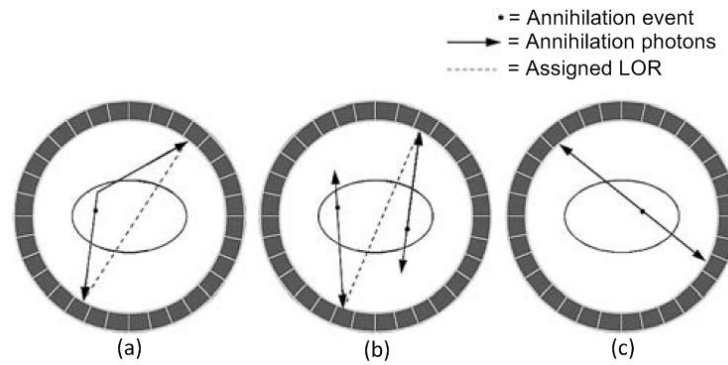 = Annihilation event
= Annihilation photons
= Assigned LOR
(a) (b) (c)